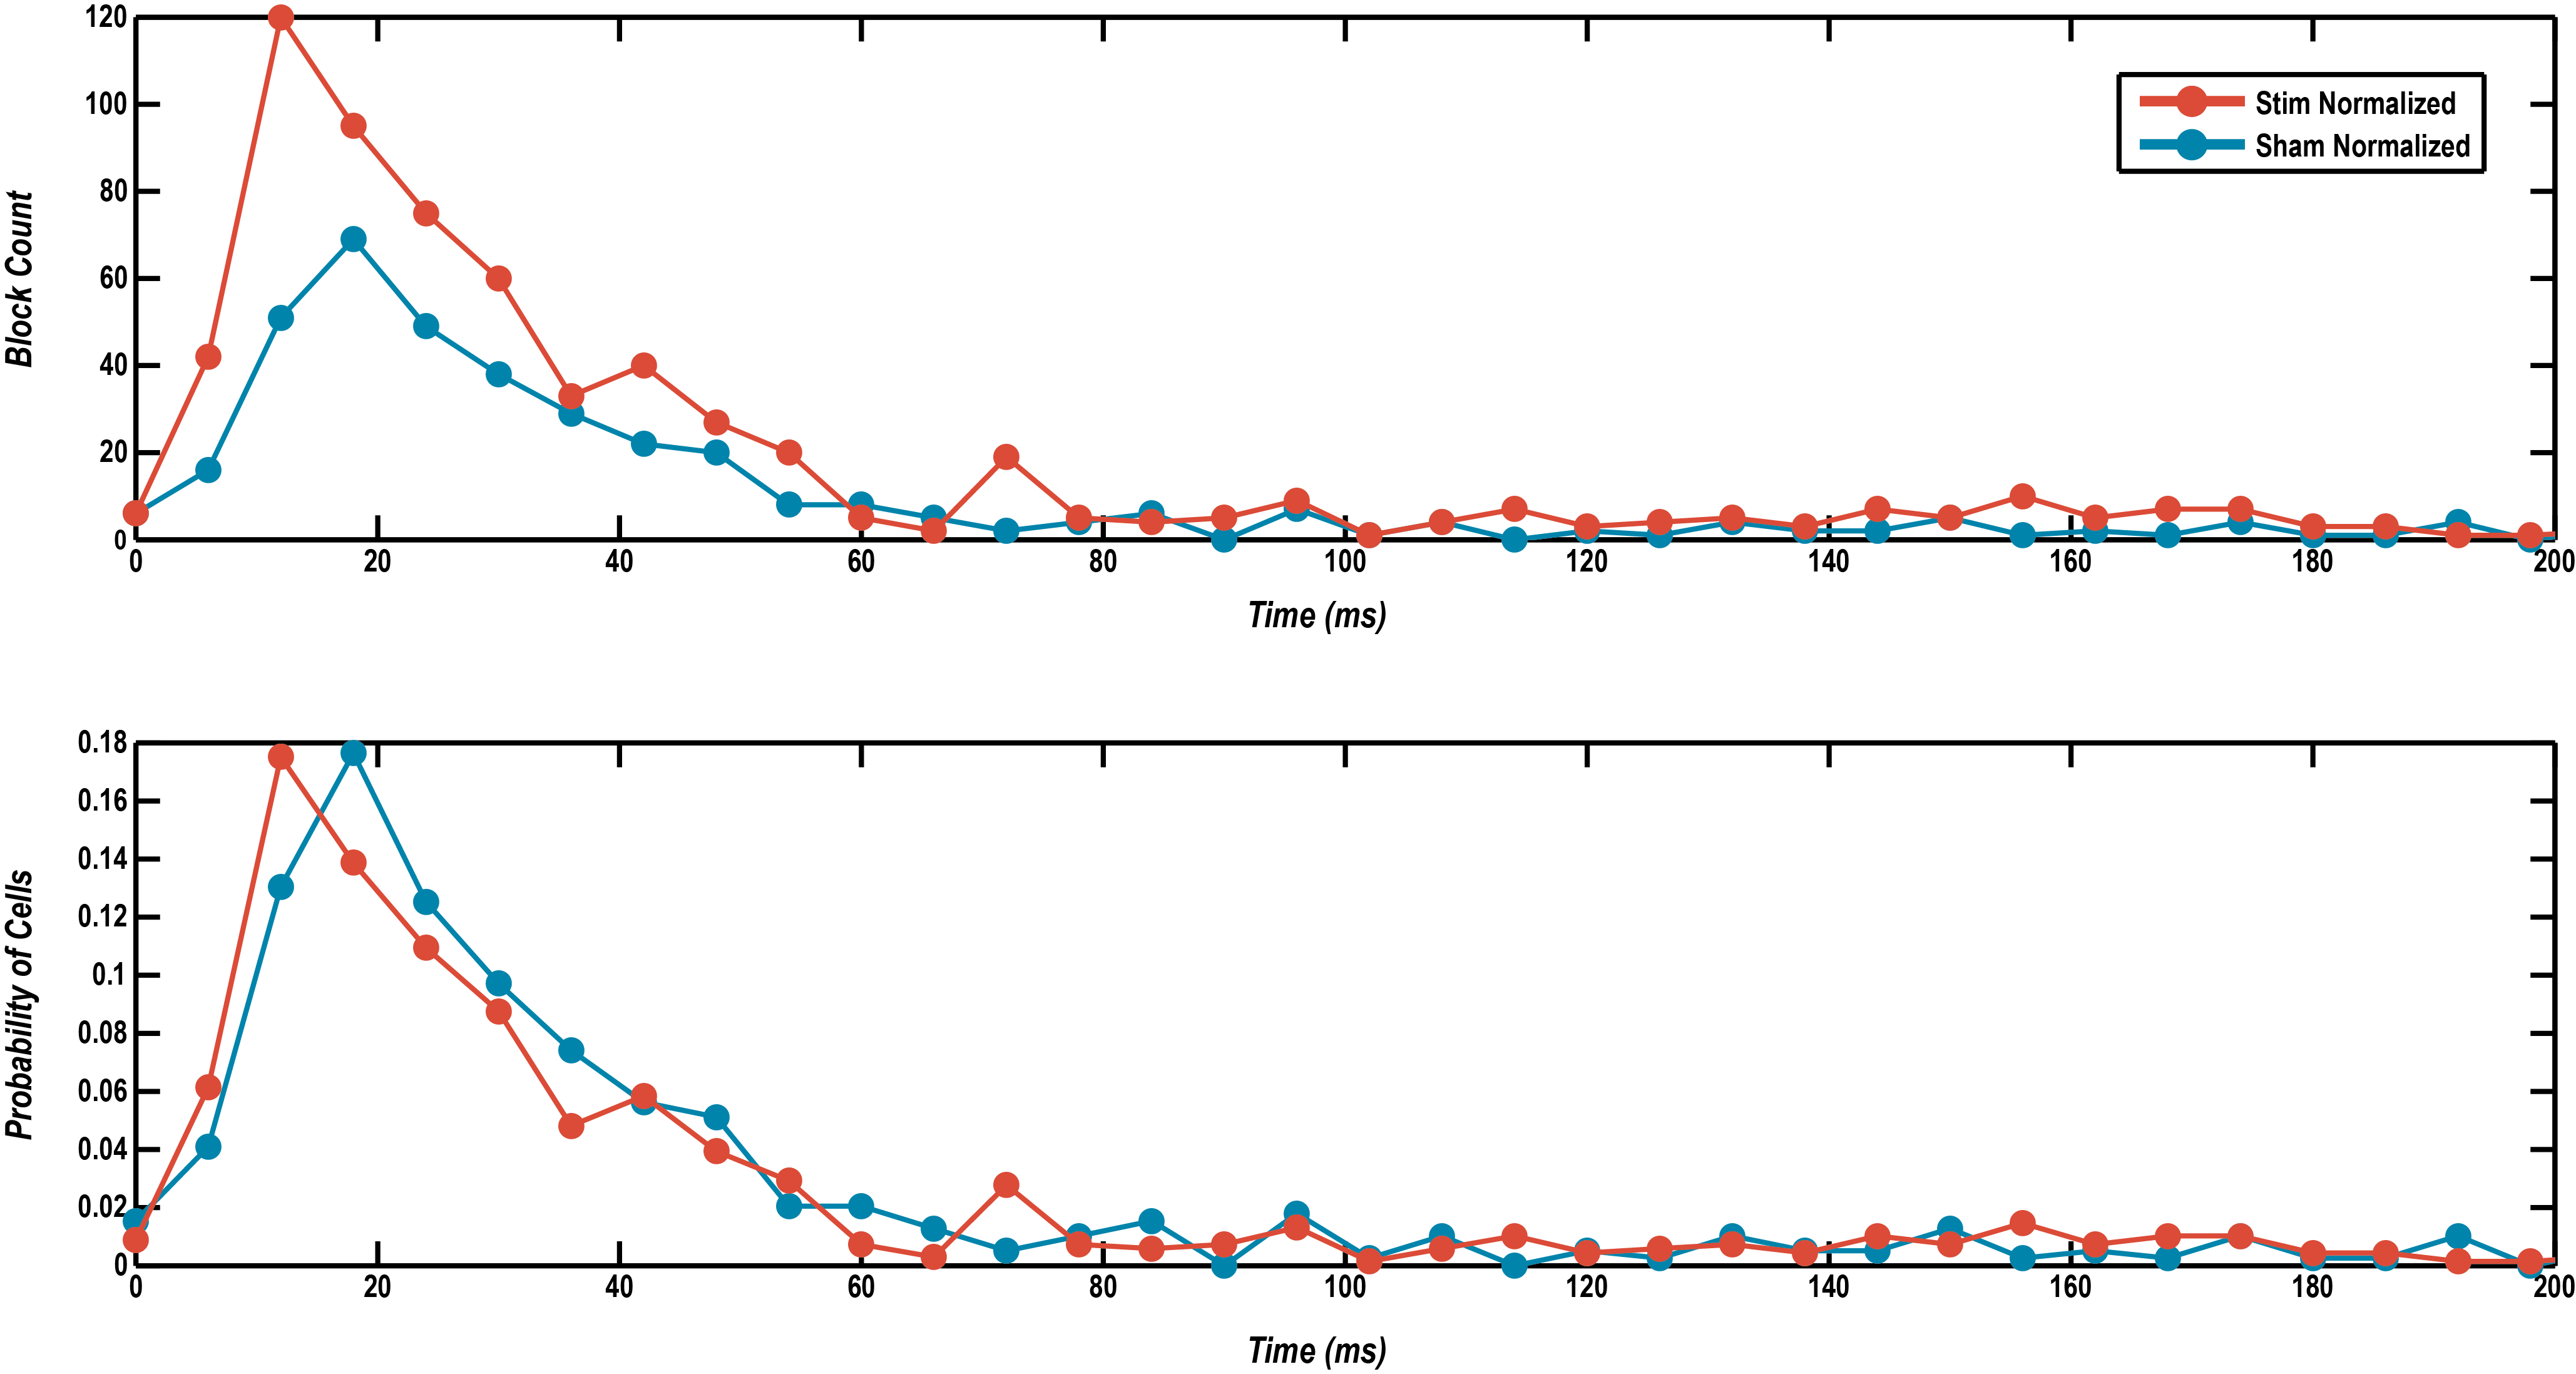 120
100
80
60
40
20
0
Block Count
0 20 40 60 80 100 120 140 160 180 200
Time (ms)
Stim Normalized
Sham Normalized
0.18
0.16
0.14
0.12
0.1
0.08
0.06
0.04
0.02
0
Probability of Cells
0 20 40 60 80 100 120 140 160 180 200
Time (ms)